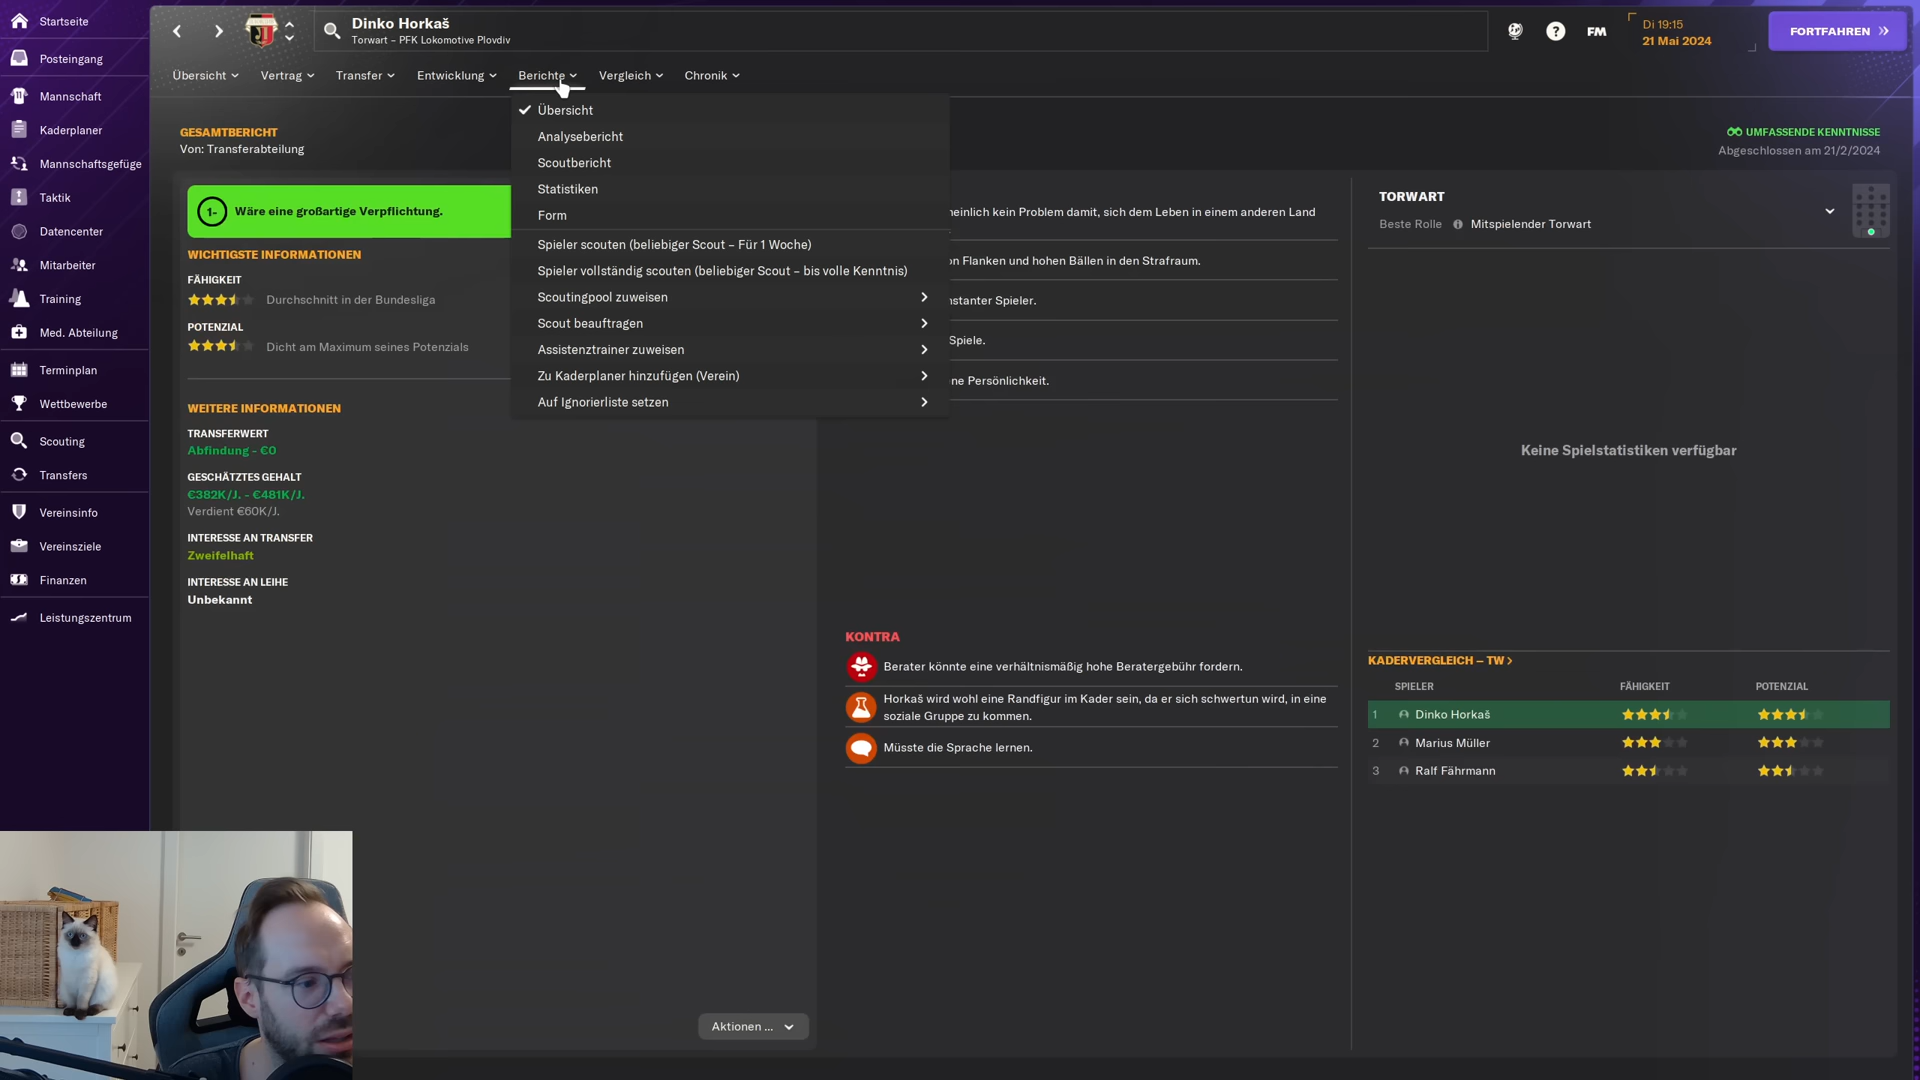 Startseite
Posteingang
Mannschaft
Kaderplaner
Mannschaftsgefüge
Taktik
Datencenter
Mitarbeiter
Training
Med. Abteilung
Terminplan
Wettbewerbe
Scouting
Transfers
Vereinsinfo
Vereinsziele
Finanzen
Leistungszentrum
Dinko Horkaš
Torwart – PFK Lokomotive Plovdiv
FM
Di 19:15
21 Mai 2024
FORTFAHREN
Übersicht
Vertrag
Transfer
Entwicklung
Berichte
Vergleich
Chronik
Übersicht
Analysebericht
Scoutbericht
Statistiken
Form
Spieler scouten (beliebiger Scout – Für 1 Woche)
Spieler vollständig scouten (beliebiger Scout – bis volle Kenntnis)
Scoutingpool zuweisen
Scout beauftragen
Assistenztrainer zuweisen
Zu Kaderplaner hinzufügen (Verein)
Auf Ignorierliste setzen
GESAMTBERICHT
Von: Transferabteilung
UMFASSENDE KENNTNISSE
Abgeschlossen am 21/2/2024
1- Wäre eine großartige Verpflichtung.
WICHTIGSTE INFORMATIONEN
FÄHIGKEIT
Durchschnitt in der Bundesliga
POTENZIAL
Dicht am Maximum seines Potenzials
WEITERE INFORMATIONEN
TRANSFERWERT
Abfindung - €0
GESCHÄTZTES GEHALT
€382K/J. - €481K/J.
Verdient €60K/J.
INTERESSE AN TRANSFER
Zweifelhaft
INTERESSE AN LEIHE
Unbekannt
Aktionen ...
einlich kein Problem damit, sich dem Leben in einem anderen Land
on Flanken und hohen Bällen in den Strafraum.
nstanter Spieler.
Spiele.
ne Persönlichkeit.
KONTRA
Berater könnte eine verhältnismäßig hohe Beratergebühr fordern.
Horkaš wird wohl eine Randfigur im Kader sein, da er sich schwertun wird, in eine
soziale Gruppe zu kommen.
Müsste die Sprache lernen.
TORWART
Beste Rolle Mitspielender Torwart
Keine Spielstatistiken verfügbar
KADERVERGLEICH – TW
SPIELER FÄHIGKEIT POTENZIAL
1 Dinko Horkaš
2 Marius Müller
3 Ralf Fährmann